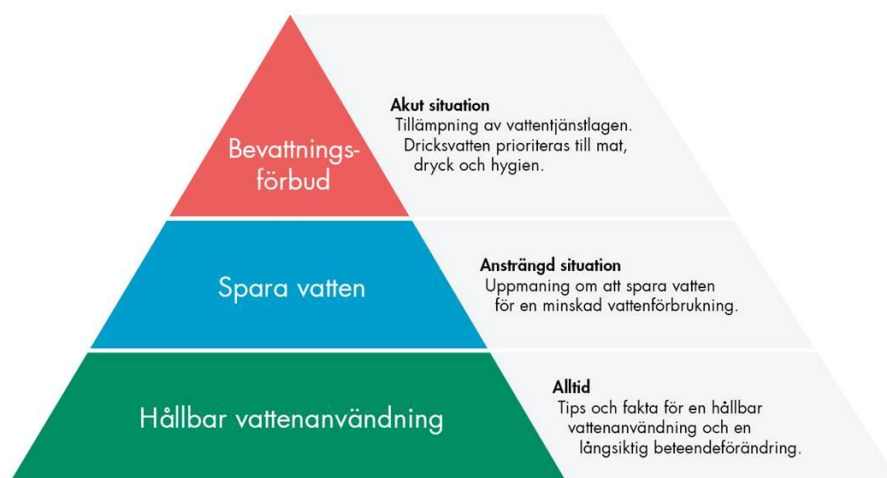 Bevattnings-
förbud
Akut situation
Tillämpning av vattentjänstlagen.
Dricksvatten prioriteras till mat,
dryck och hygien.
Spara vatten
Ansträngd situation
Uppmaning om att spara vatten
för en minskad vattenförbrukning.
Hållbar vattenanvändning
Alltid
Tips och fakta för en hållbar
vattenanvändning och en
långsiktig beteendeförändring.